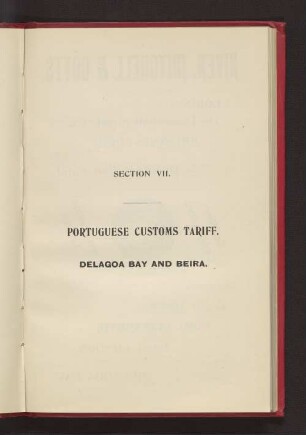 SECTION VII.
PORTUGUESE CUSTOMS TARIFF.
DELAGOA BAY AND BEIRA.